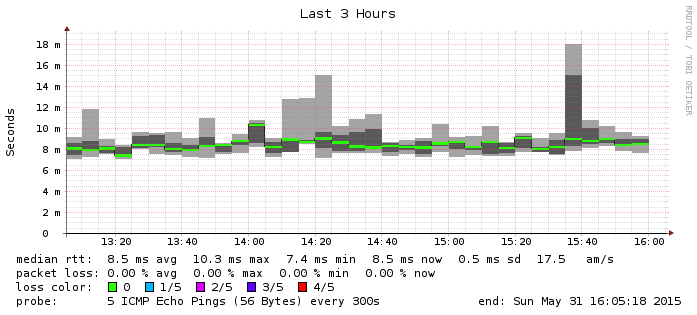 Last 3 Hours
RRDTOOL / TOBI OETIKER
Seconds
18 m
16 m
14 m
12 m
10 m
8 m
6 m
4 m
2 m
0
13:20 13:40 14:00 14:20 14:40 15:00 15:20 15:40 16:00
median rtt: 8.5 ms avg 10.3 ms max 7.4 ms min 8.5 ms now 0.5 ms sd 17.5 am/s
packet loss: 0.00 % avg 0.00 % max 0.00 % min 0.00 % now
loss color: 0 1/5 2/5 3/5 4/5
probe: 5 ICMP Echo Pings (56 Bytes) every 300s end: Sun May 31 16:05:18 2015